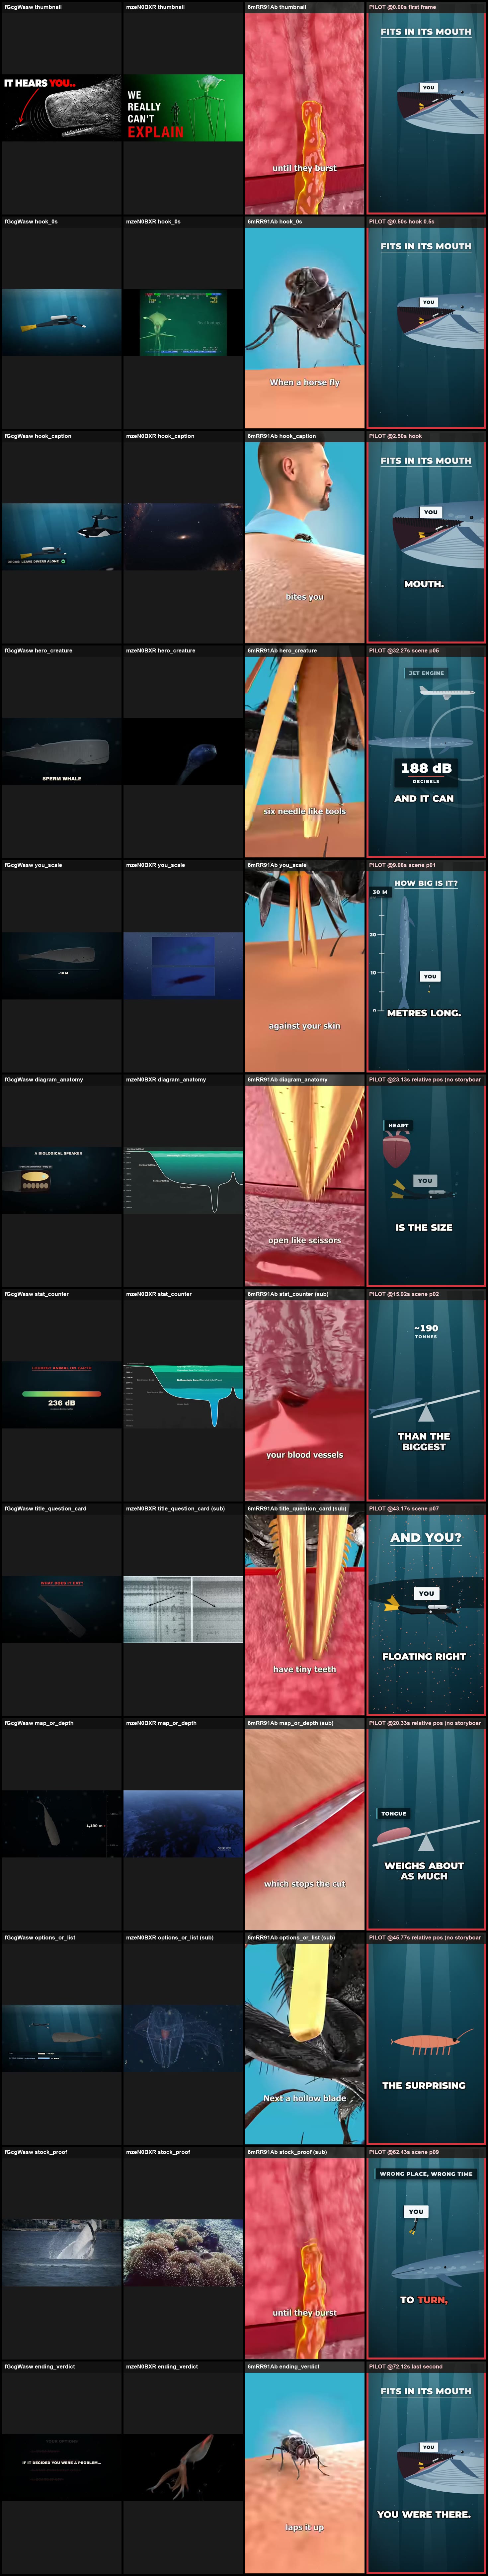 fGcgWasw thumbnail
mzeN0BXR thumbnail
6mRR91Ab thumbnail
PILOT @0.00s first frame
IT HEARS YOU..
WE
REALLY
CAN'T
EXPLAIN
until they burst
FITS IN ITS MOUTH
YOU
fGcgWasw hook_0s
mzeN0BXR hook_0s
6mRR91Ab hook_0s
PILOT @0.50s hook 0.5s
When a horse fly
FITS IN ITS MOUTH
YOU
fGcgWasw hook_caption
mzeN0BXR hook_caption
6mRR91Ab hook_caption
PILOT @2.50s hook
bites you
FITS IN ITS MOUTH
YOU
MOUTH.
fGcgWasw hero_creature
mzeN0BXR hero_creature
6mRR91Ab hero_creature
PILOT @32.27s scene p05
SPERM WHALE
six needle-like tools
JET ENGINE
188 dB
DECIBELS
AND IT CAN
fGcgWasw you_scale
mzeN0BXR you_scale
6mRR91Ab you_scale
PILOT @9.08s scene p01
against your skin
HOW BIG IS IT?
30 M
20
YOU
10
0
METRES LONG.
fGcgWasw diagram_anatomy
mzeN0BXR diagram_anatomy
6mRR91Ab diagram_anatomy
PILOT @23.13s relative pos (no storyboar
A BIOLOGICAL SPEAKER
open like scissors
HEART
YOU
IS THE SIZE
fGcgWasw stat_counter
mzeN0BXR stat_counter
6mRR91Ab stat_counter (sub)
PILOT @15.92s scene p02
LOUDEST ANIMAL ON EARTH
236 dB
your blood vessels
~190
TONNES
THAN THE
BIGGEST
fGcgWasw title_question_card
mzeN0BXR title_question_card (sub)
6mRR91Ab title_question_card (sub)
PILOT @43.17s scene p07
WHAT DOES IT EAT?
have tiny teeth
AND YOU?
YOU
FLOATING RIGHT
fGcgWasw map_or_depth
mzeN0BXR map_or_depth
6mRR91Ab map_or_depth (sub)
PILOT @20.33s relative pos (no storyboar
1,190 m
which stops the cut
TONGUE
WEIGHS ABOUT
AS MUCH
fGcgWasw options_or_list
mzeN0BXR options_or_list (sub)
6mRR91Ab options_or_list (sub)
PILOT @45.77s relative pos (no storyboar
Next a hollow blade
THE SURPRISING
fGcgWasw stock_proof
mzeN0BXR stock_proof
6mRR91Ab stock_proof (sub)
PILOT @62.43s scene p09
until they burst
WRONG PLACE, WRONG TIME
YOU
TO TURN,
fGcgWasw ending_verdict
mzeN0BXR ending_verdict
6mRR91Ab ending_verdict
PILOT @72.12s last second
IF IT DECIDED YOU WERE A PROBLEM...
laps it up
FITS IN ITS MOUTH
YOU
YOU WERE THERE.